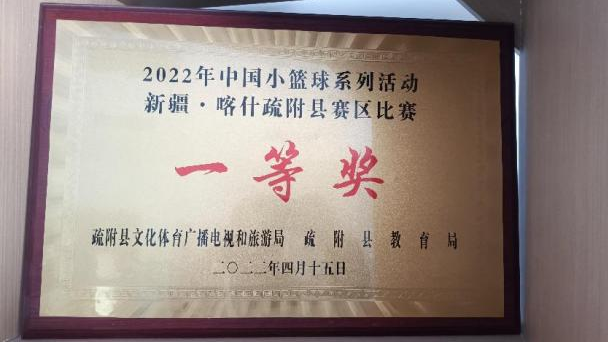 2022年中国小篮球系列活动
新疆·喀什疏附县赛区比赛
一等奖
疏附县文化体育广播电视和旅游局 疏附县教育局
二〇二二年四月十五日